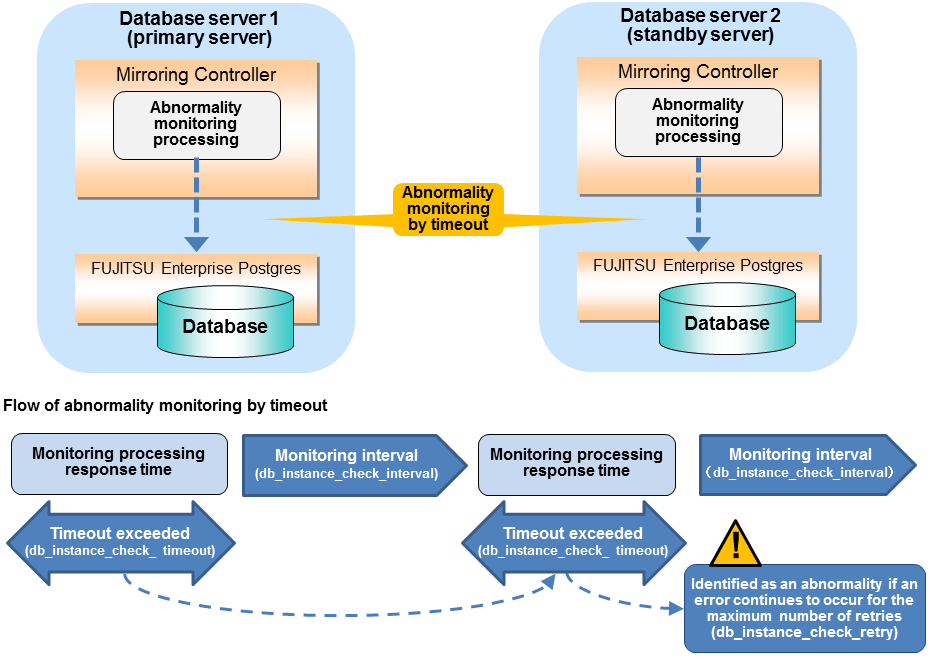 Database server 1
(primary server)
Mirroring Controller
Abnormality
monitoring
processing
FUJITSU Enterprise Postgres
Database
Abnormality
monitoring
by timeout
Database server 2
(standby server)
Mirroring Controller
Abnormality
monitoring
processing
FUJITSU Enterprise Postgres
Database
Flow of abnormality monitoring by timeout
Monitoring processing
response time
Monitoring interval
(db_instance_check_interval)
Monitoring processing
response time
Monitoring interval
（db_instance_check_interval）
Timeout exceeded
(db_instance_check_ timeout)
Timeout exceeded
(db_instance_check_ timeout)
!
Identified as an abnormality if an
error continues to occur for the
maximum number of retries
(db_instance_check_retry)